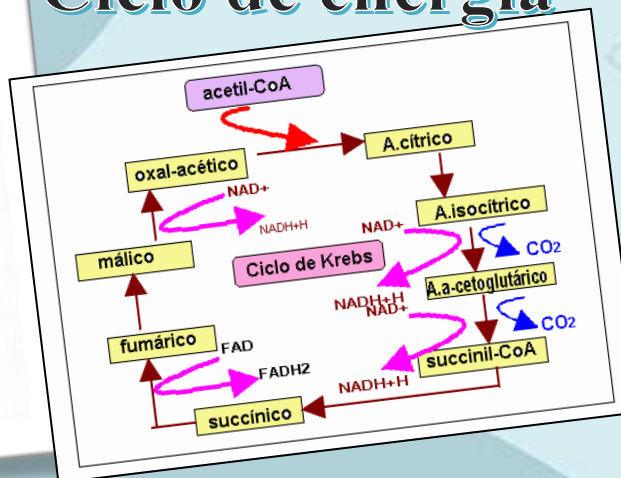 Ciclo de energía
acetil-CoA
oxal-acético
A.cítrico
NAD+
NADH+H
A.isocítrico
málico
Ciclo de Krebs
NAD+
CO2
NADH+H
A.a-cetoglutárico
NAD+
CO2
fumárico
FAD
FADH2
succinil-CoA
NADH+H
succínico